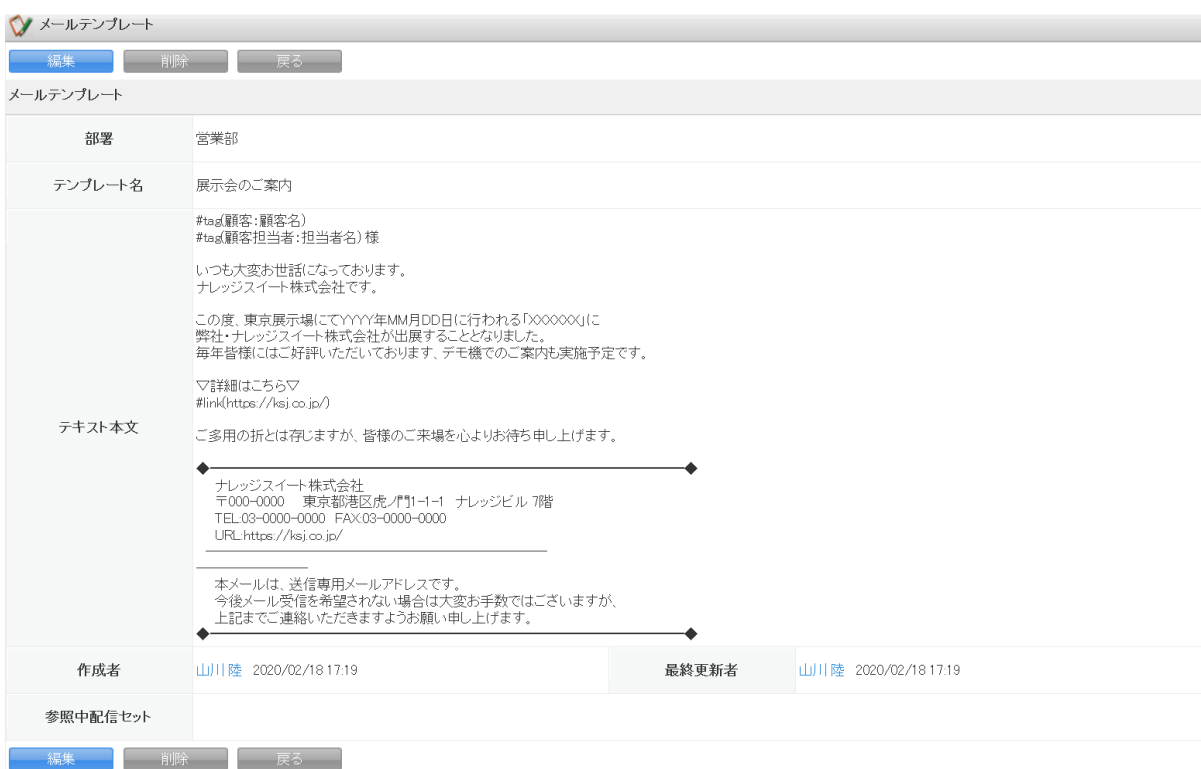 メールテンプレート
編集 削除 戻る
メールテンプレート
部署 営業部
テンプレート名 展示会のご案内
テキスト本文
#tag(顧客:顧客名)
#tag(顧客担当者:担当者名) 様
いつも大変お世話になっております。
ナレッジスイート株式会社です。
この度、東京展示場にてYYYY年MM月DD日に行われる「XXXXXX」に
弊社・ナレッジスイート株式会社が出展することとなりました。
毎年皆様にはご好評いただいております、デモ機でのご案内も実施予定です。
▽詳細はこちら▽
#link(https://ksj.co.jp/)
ご多用の折とは存じますが、皆様のご来場を心よりお待ち申し上げます。
◆━━━━━━━━━━━━━━━━━━━━━━━━━━━━━━◆
ナレッジスイート株式会社
〒000-0000 東京都港区虎ノ門1-1-1 ナレッジビル 7階
TEL:03-0000-0000 FAX:03-0000-0000
URL:https://ksj.co.jp/
本メールは、送信専用メールアドレスです。
今後メール受信を希望されない場合は大変お手数ではございますが、
上記までご連絡いただきますようお願い申し上げます。
◆━━━━━━━━━━━━━━━━━━━━━━━━━━━━━━◆
作成者 山川 陸 2020/02/18 17:19 最終更新者 山川 陸 2020/02/18 17:19
参照中配信セット
編集 削除 戻る